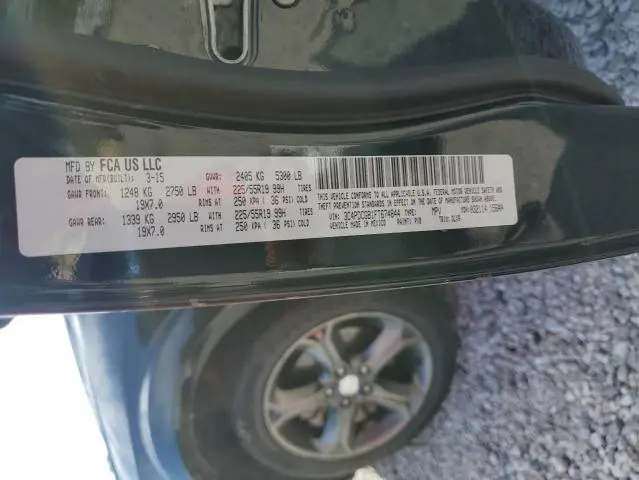 MFD BY FCA US LLC
DATE OF MFR(BUILT): 3-15 GVWR: 2405 KG 5300 LB
GAWR FRONT: 1248 KG 2750 LB WITH 225/55R19 99H TIRES
19X7.0 RIMS AT 250 KPA ( 36 PSI) COLD
GAWR REAR: 1339 KG 2950 LB WITH 225/55R19 99H TIRES
19X7.0 RIMS AT 250 KPA ( 36 PSI) COLD
THIS VEHICLE CONFORMS TO ALL APPLICABLE U.S.A. FEDERAL MOTOR VEHICLE SAFETY AND
THEFT PREVENTION STANDARDS IN EFFECT ON THE DATE OF MANUFACTURE SHOWN ABOVE.
VIN: TYPE: MPV MDH:
VEHICLE MADE IN MEXICO PAINT: